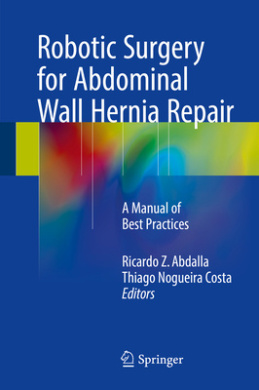 Robotic Surgery
for Abdominal
Wall Hernia Repair
A Manual of
Best Practices
Ricardo Z. Abdalla
Thiago Nogueira Costa
Editors
Springer